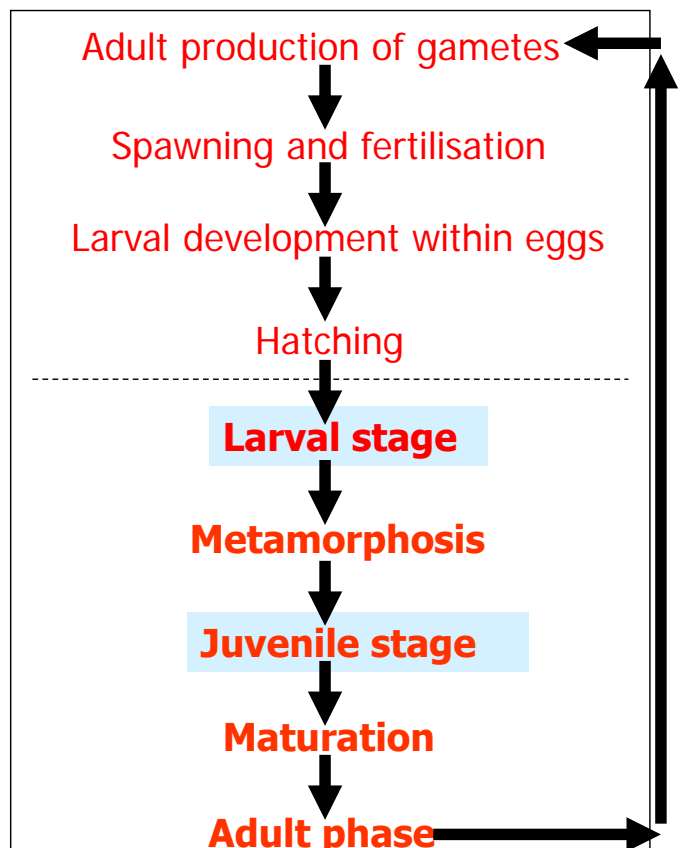 Adult production of gametes
Spawning and fertilisation
Larval development within eggs
Hatching
Larval stage
Metamorphosis
Juvenile stage
Maturation
Adult phase